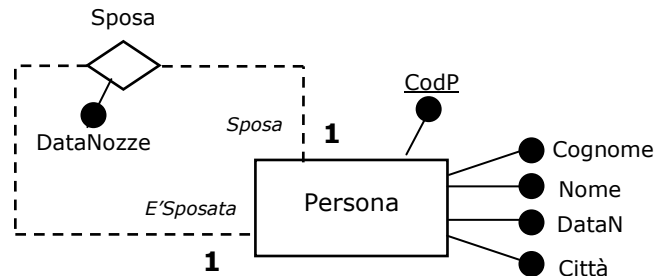 Sposa
CodP
DataNozze
Sposa
1
Cognome
Nome
Persona
E'Sposata
DataN
1
Città